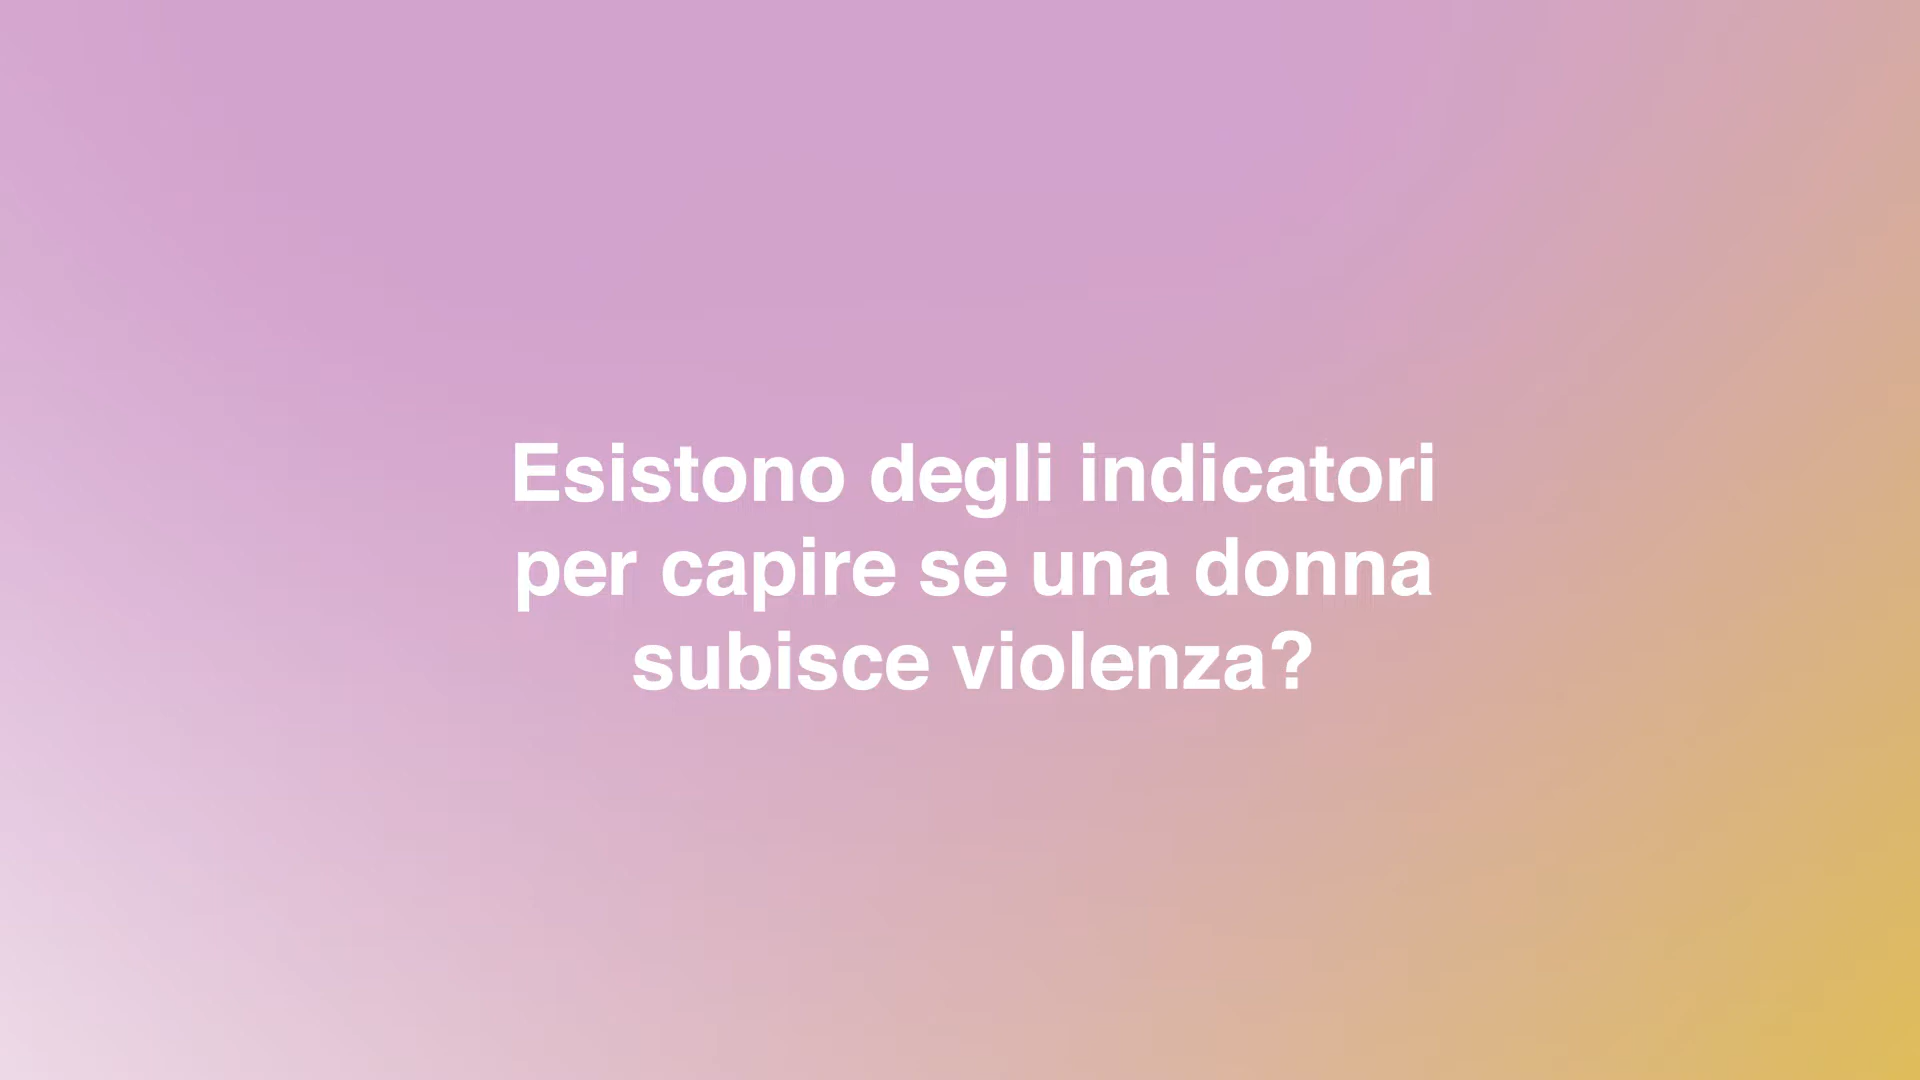 Esistono degli indicatori
per capire se una donna
subisce violenza?